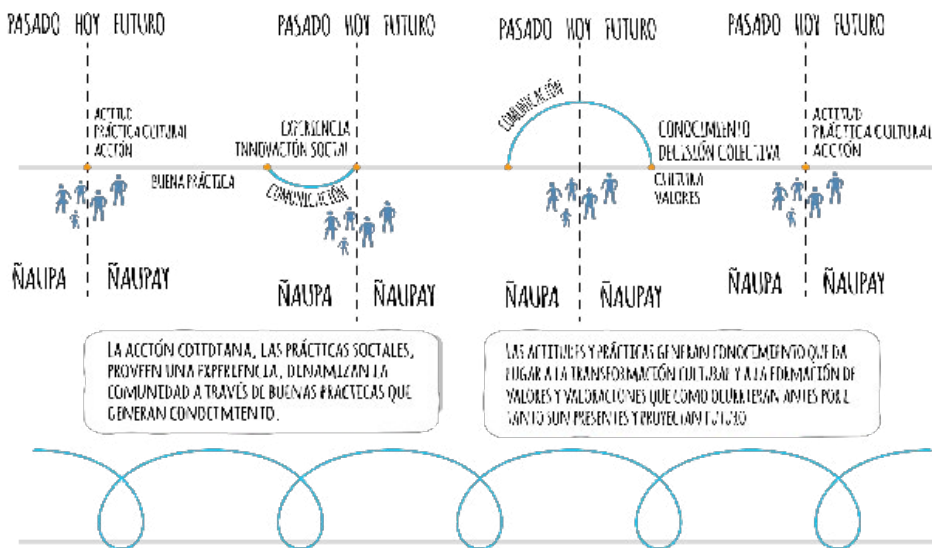 PASADO HOY FUTURO
PASADO HOY FUTURO
PASADO HOY FUTURO
PASADO HOY FUTURO
ACTITUD
PRÁCTICA CULTURAL
ACCIÓN
BUENA PRÁCTICA
EXPERIENCIA
INNOVACIÓN SOCIAL
COMUNICACIÓN
COMUNICACIÓN
CONOCIMIENTO
DECISIÓN COLECTIVA
CULTURA
VALORES
ACTITUD
PRÁCTICA CULTURAL
ACCIÓN
ÑAUPA ÑAUPAY
ÑAUPA ÑAUPAY
ÑAUPA ÑAUPAY
ÑAUPA ÑAUPAY
LA ACCIÓN COTIDIANA, LAS PRÁCTICAS SOCIALES,
PROVEEN UNA EXPERIENCIA, DINAMIZAN LA
COMUNIDAD A TRAVÉS DE BUENAS PRACTICAS QUE
GENERAN CONOCIMIENTO.
LAS ACTITUDES Y PRÁCTICAS GENERAN CONOCIMIENTO QUE DA
LUGAR A LA TRANSFORMACIÓN CULTURAL Y A LA FORMACIÓN DE
VALORES Y VALORACIONES QUE COMO OCURRIERAN ANTES POR
TANTO SON PRESENTES Y PROYECTAN FUTURO